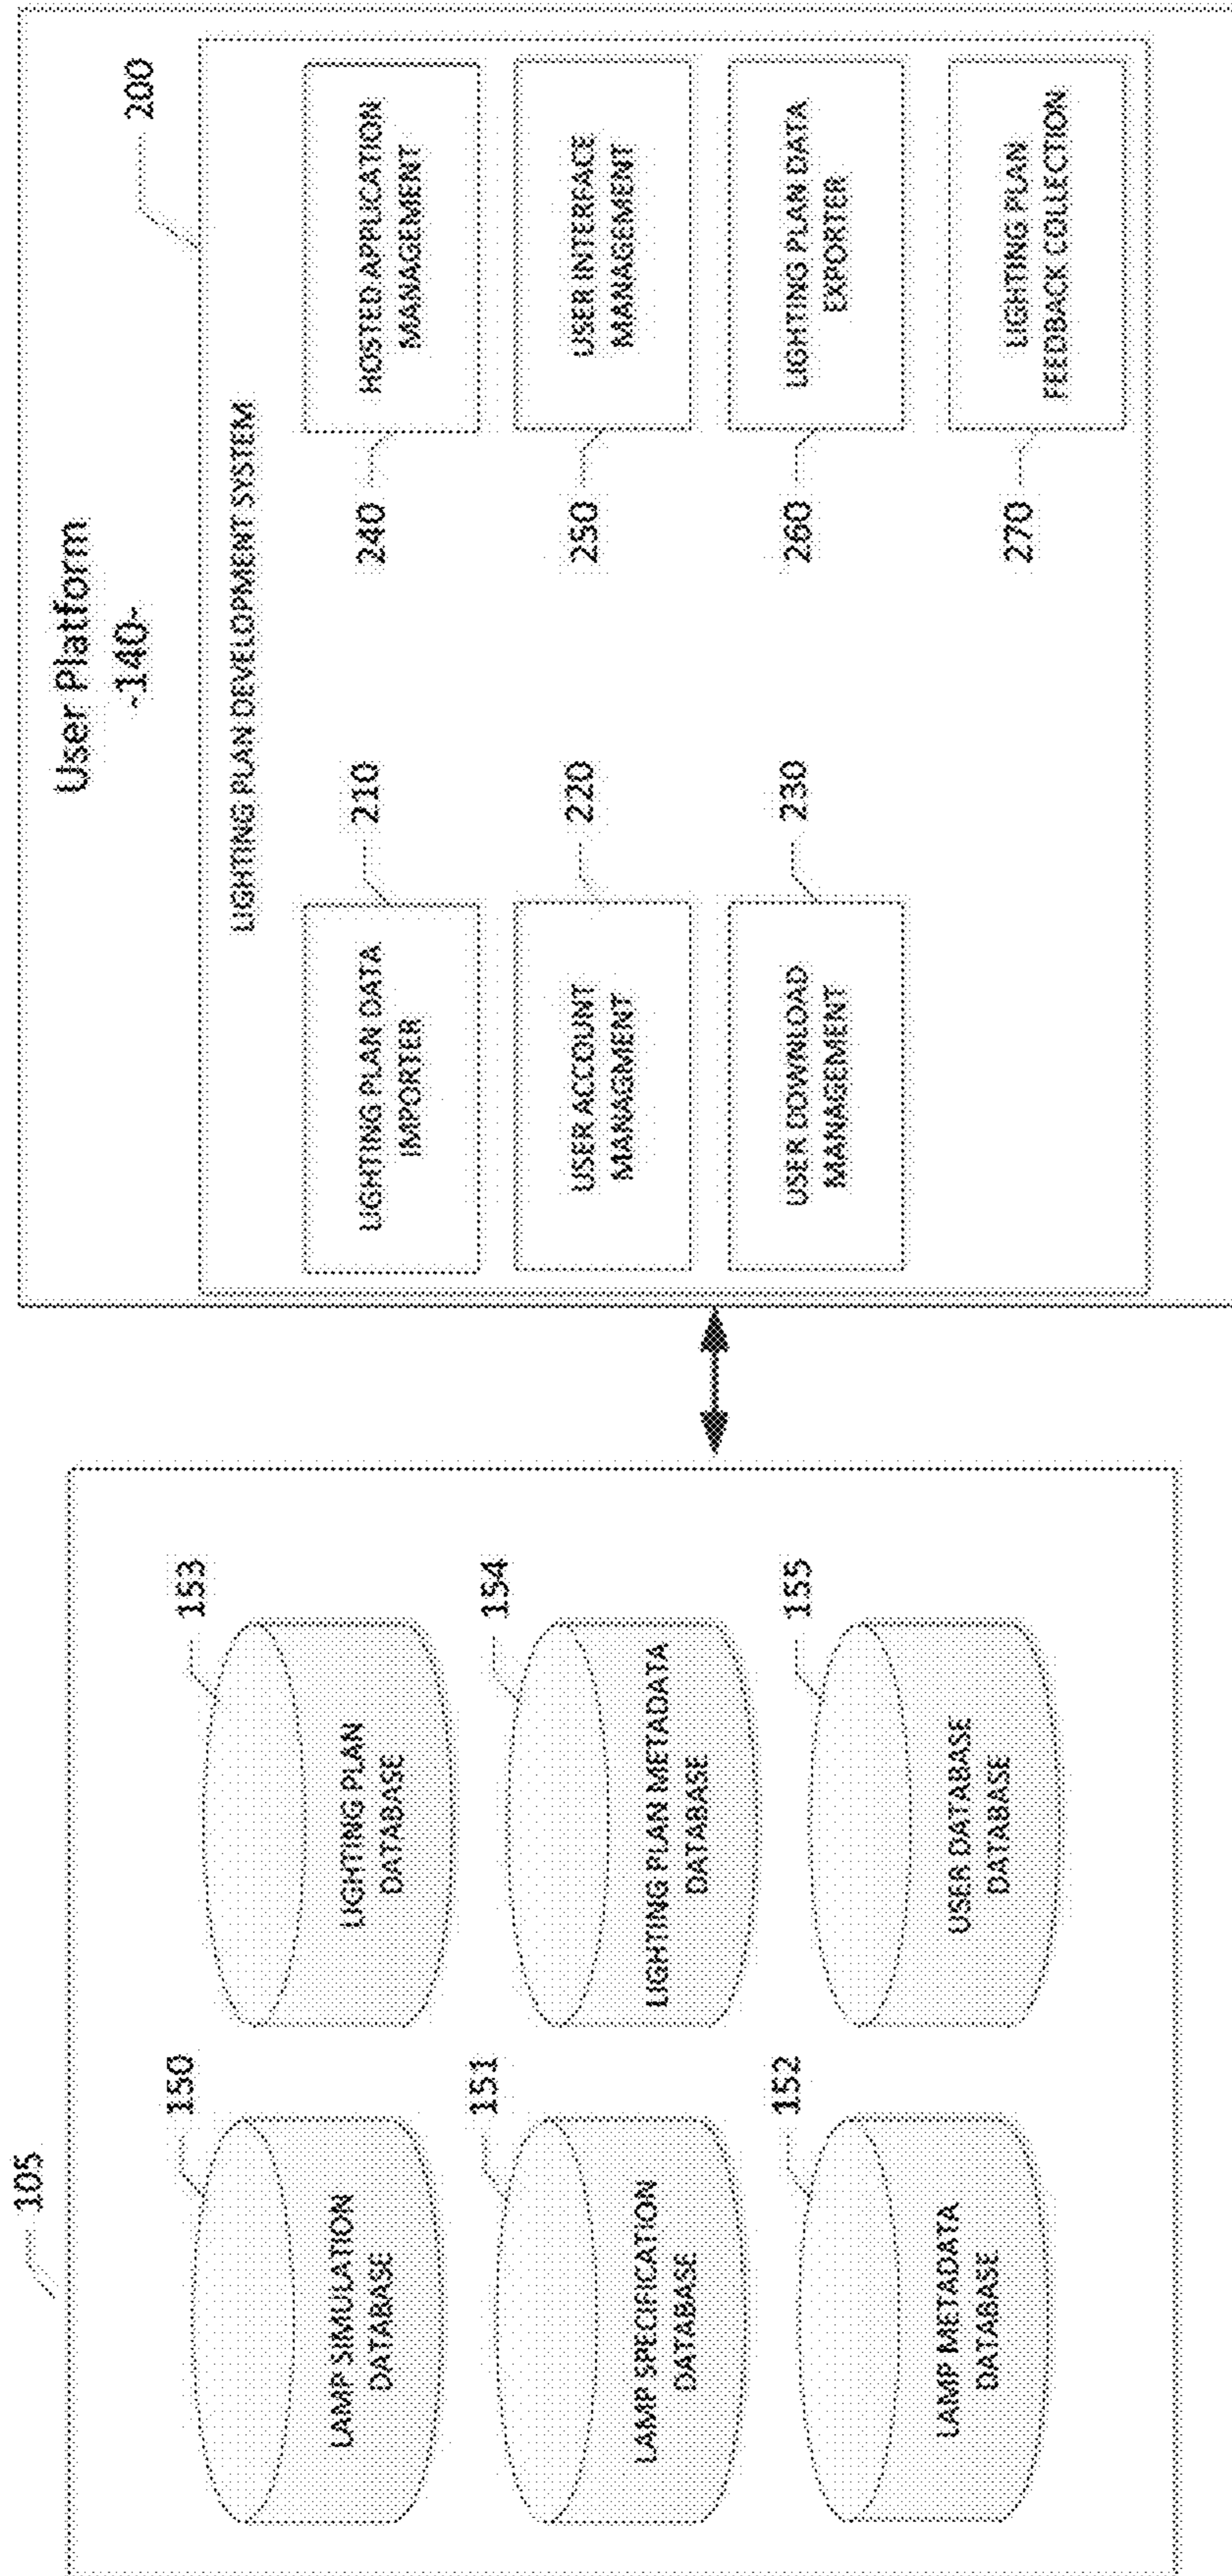 105
150
LAMP SIMULATION
DATABASE
153
LIGHTING PLAN
DATABASE
151
LAMP SPECIFICATION
DATABASE
154
LIGHTING PLAN METADATA
DATABASE
152
LAMP METADATA
DATABASE
155
USER DATABASE
DATABASE
User Platform
~140~
200
LIGHTING PLAN DEVELOPMENT SYSTEM
LIGHTING PLAN DATA
IMPORTER
210
240
HOSTED APPLICATION
MANAGEMENT
USER ACCOUNT
MANAGMENT
220
250
USER INTERFACE
MANAGEMENT
USER DOWNLOAD
MANAGEMENT
230
260
LIGHTING PLAN DATA
EXPORTER
270
LIGHTING PLAN
FEEDBACK COLLECTION